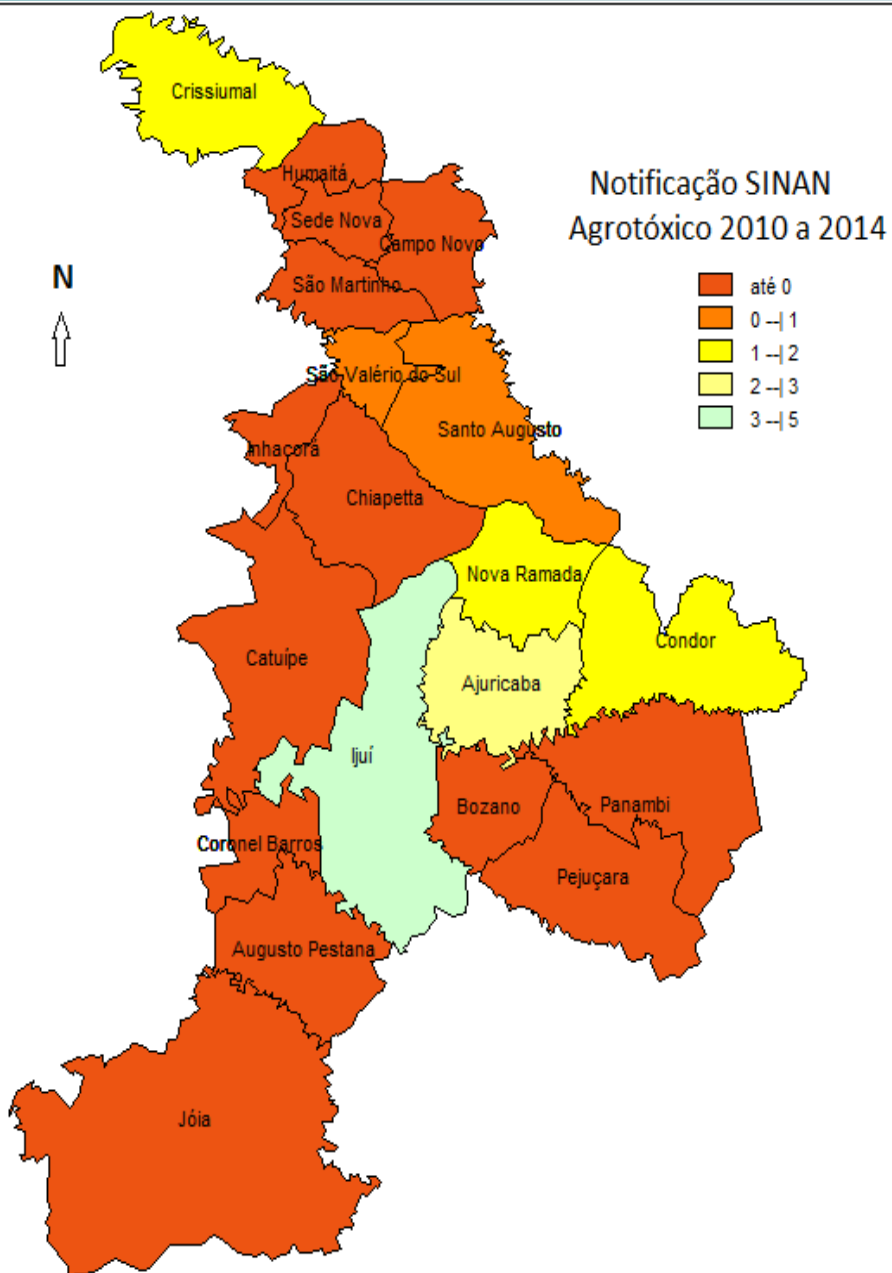 Crissiumal
Humaitá
Sede Nova
Campo Novo
São Martinho
Notificação SINAN
Agrotóxico 2010 a 2014
N
até 0
0 --| 1
1 --| 2
2 --| 3
3 --| 5
São Valério do Sul
Santo Augusto
Inhacorá
Chiapetta
Nova Ramada
Condor
Catuípe
Ajuricaba
Ijuí
Bozano
Panambi
Coronel Barros
Pejuçara
Augusto Pestana
Jóia